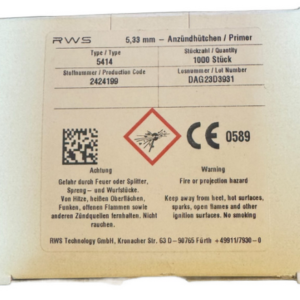 RWS 5,33 mm – Anzündhütchen / Primer
Type / Type
5414
Stückzahl / Quantity
1000 Stück
Stoffnummer / Production Code
2424199
Losnummer / Lot Number
DAG23D3931
CE 0589
Achtung
Gefahr durch Feuer oder Splitter,
Spreng- und Wurfstücke.
Von Hitze, heißen Oberflächen,
Funken, offenen Flammen sowie
anderen Zündquellen fernhalten. Nicht
rauchen.
Warning
Fire or projection hazard
Keep away from heat, hot surfaces,
sparks, open flames and other
ignition surfaces. No smoking
RWS Technology GmbH, Kronacher Str. 63 D – 90765 Fürth +49911/7930-0